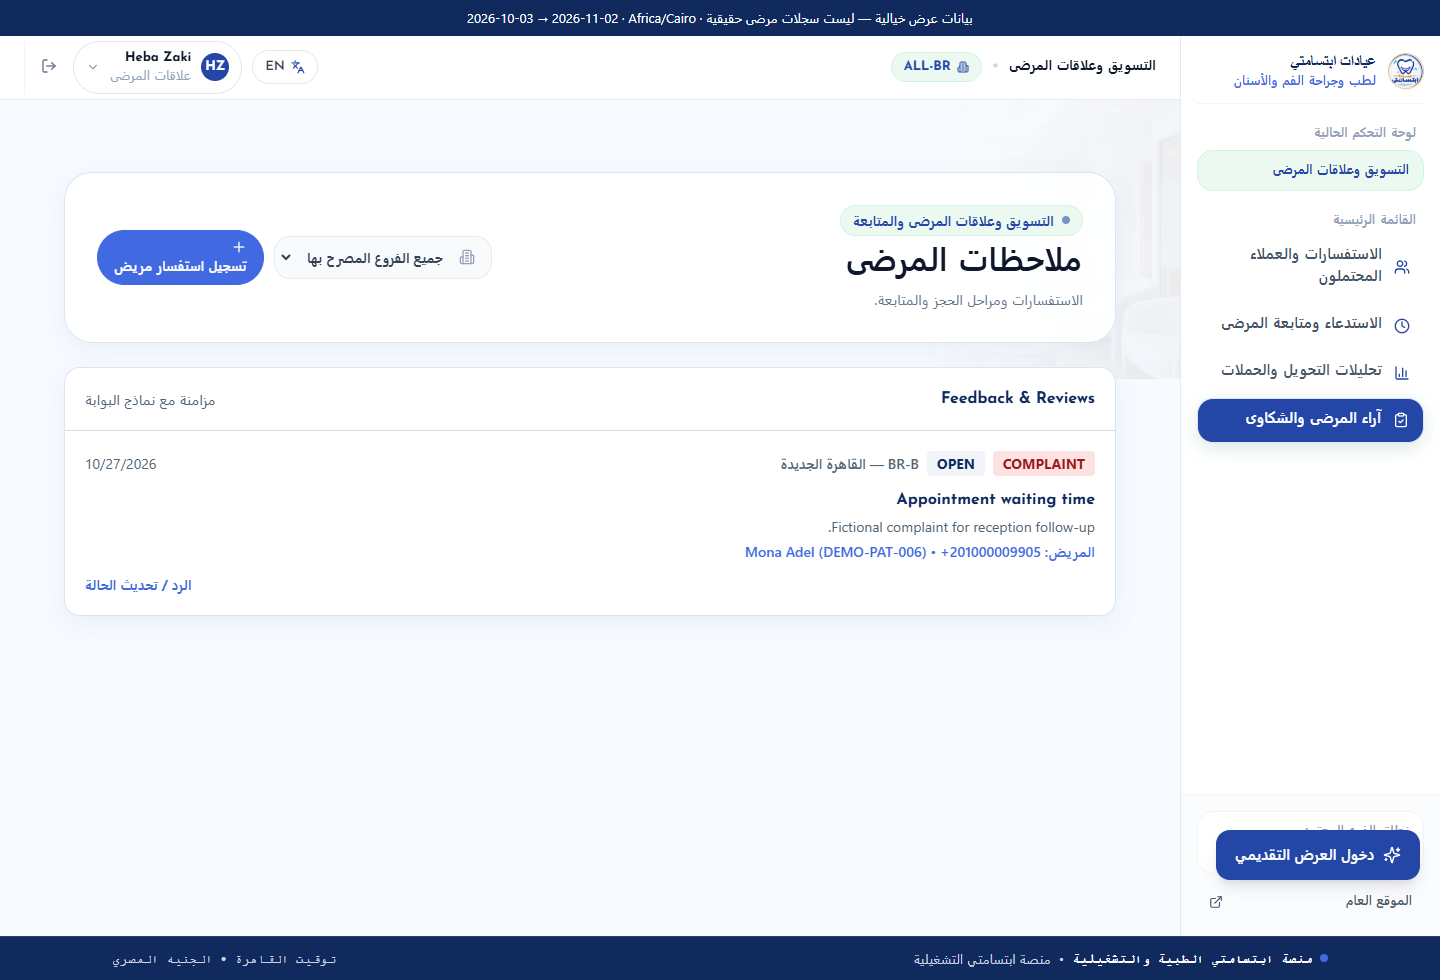 بيانات عرض خيالية — ليست سجلات مرضى حقيقية · 2026-10-03 → 2026-11-02 · Africa/Cairo
عيادات ابتسامتي
لطب وجراحة الفم والأسنان
التسويق وعلاقات المرضى
•
ALL-BR
EN
HZ
Heba Zaki
علاقات المرضى
لوحة التحكم الحالية
التسويق وعلاقات المرضى
القائمة الرئيسية
الاستفسارات والعملاء
المحتملون
الاستدعاء ومتابعة المرضى
تحليلات التحويل والحملات
آراء المرضى والشكاوى
التسويق وعلاقات المرضى والمتابعة
ملاحظات المرضى
الاستفسارات ومراحل الحجز والمتابعة.
جميع الفروع المصرح بها
تسجيل استفسار مريض
Feedback & Reviews
مزامنة مع نماذج البوابة
COMPLAINT
OPEN
BR-B — القاهرة الجديدة
10/27/2026
Appointment waiting time
Fictional complaint for reception follow-up.
المريض: Mona Adel (DEMO-PAT-006) • +201000009905
الرد / تحديث الحالة
دخول العرض التقديمي
الموقع العام
منصة ابتسامتي الطبية والتشغيلية • منصة ابتسامتي التشغيلية
توقيت القاهرة • الجنيه المصري